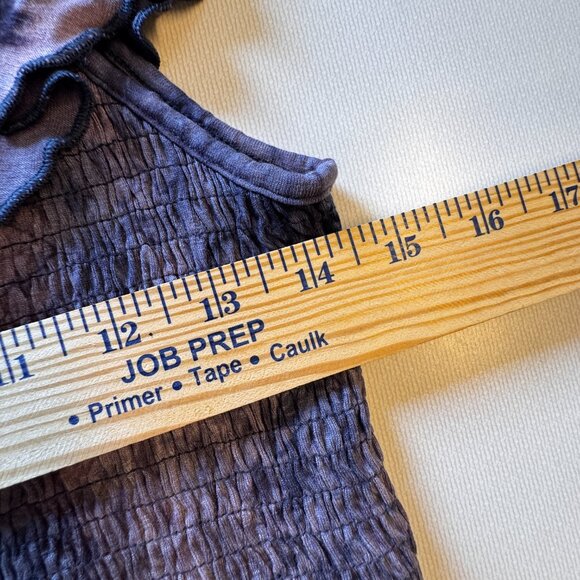 11 12 13 14 15 16 17
JOB PREP
• Primer • Tape • Caulk